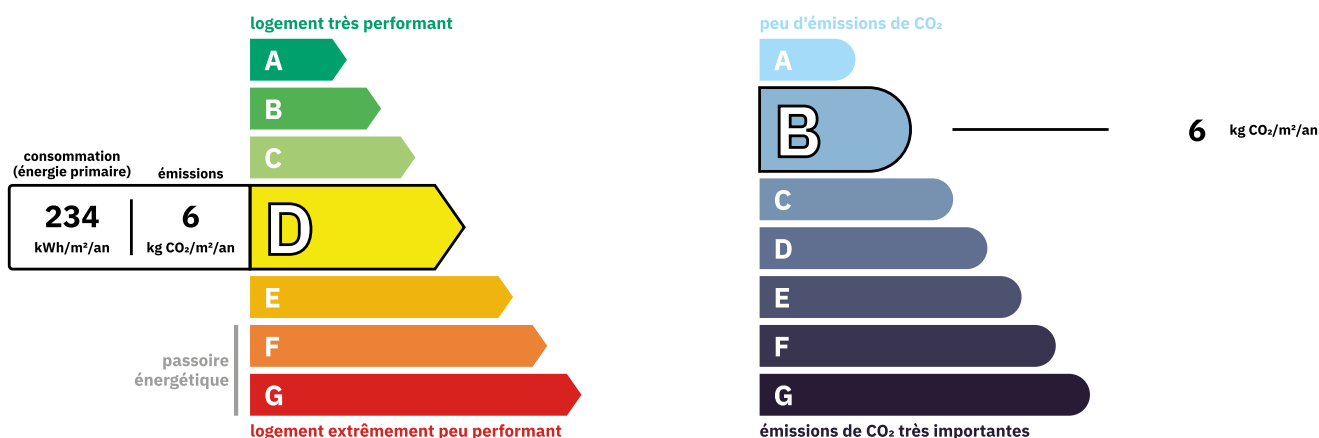 logement très performant
A
B
C
consommation
(énergie primaire)
émissions
234
kWh/m²/an
6
kg CO₂/m²/an
D
E
F
passoire
énergétique
G
logement extrêmement peu performant
peu d'émissions de CO₂
A
B
6 kg CO₂/m²/an
C
D
E
F
G
émissions de CO₂ très importantes